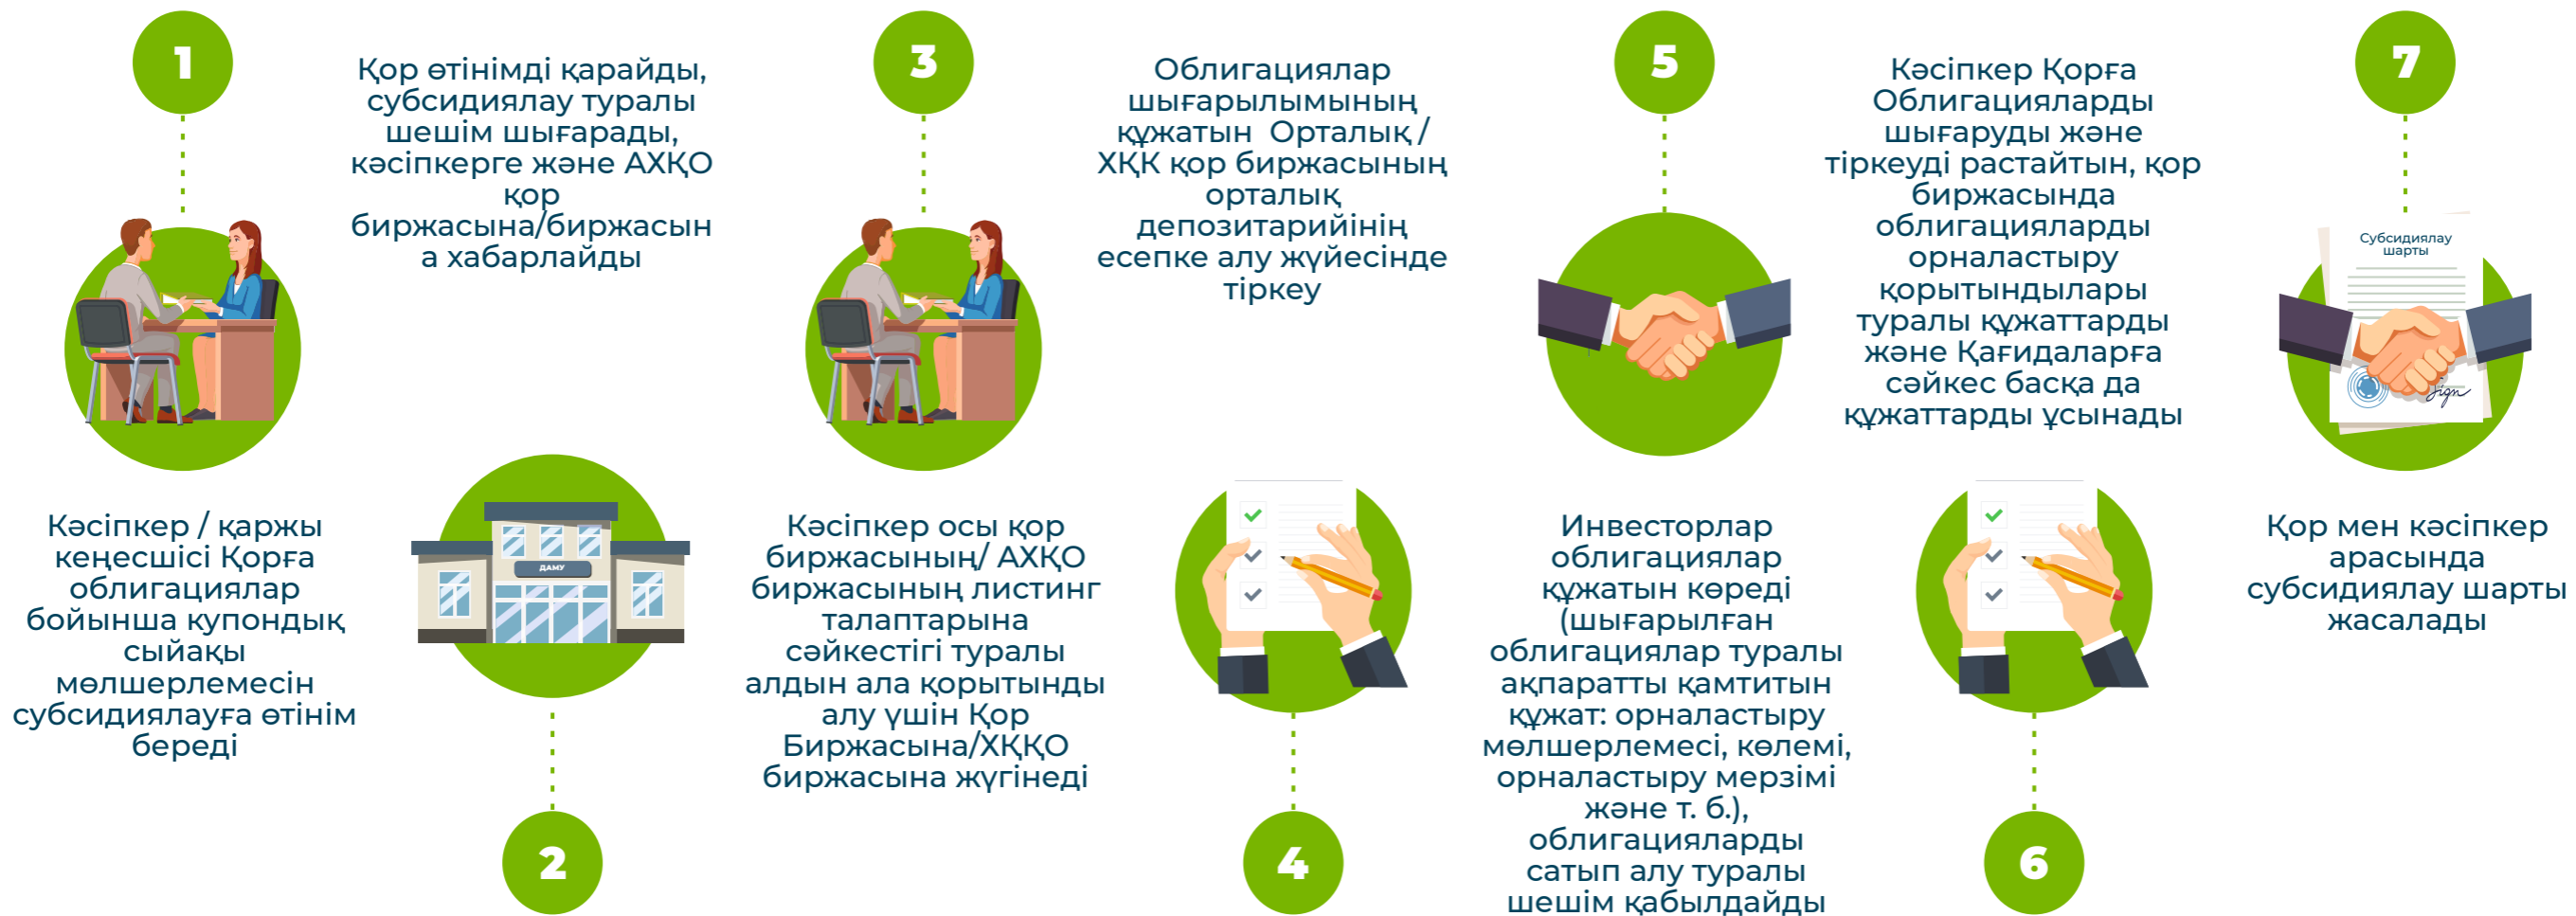 1
Кәсіпкер / қаржы
кеңесшісі Қорға
облигациялар
бойынша купондық
сыйақы
мөлшерлемесін
субсидиялауға өтінім
береді
Қор өтінімді қарайды,
субсидиялау туралы
шешім шығарады,
кәсіпкерге және АХҚО
қор
биржасына/биржасын
а хабарлайды
ДАМУ
2
3
Кәсіпкер осы қор
биржасының/ АХҚО
биржасының листинг
талаптарына
сәйкестігі туралы
алдын ала қорытынды
алу үшін Қор
Биржасына/ХҚҚО
биржасына жүгінеді
Облигациялар
шығарылымының
құжатын Орталық /
ХҚК қор биржасының
орталық
депозитарийінің
есепке алу жүйесінде
тіркеу
4
5
Инвесторлар
облигациялар
құжатын көреді
(шығарылған
облигациялар туралы
ақпаратты қамтитын
құжат: орналастыру
мөлшерлемесі, көлемі,
орналастыру мерзімі
және т. б.),
облигацияларды
сатып алу туралы
шешім қабылдайды
Кәсіпкер Қорға
Облигацияларды
шығаруды және
тіркеуді растайтын, қор
биржасында
облигацияларды
орналастыру
қорытындылары
туралы құжаттарды
және Қағидаларға
сәйкес басқа да
құжаттарды ұсынады
6
7
Субсидиялау
шарты
Sign
Қор мен кәсіпкер
арасында
субсидиялау шарты
жасалады